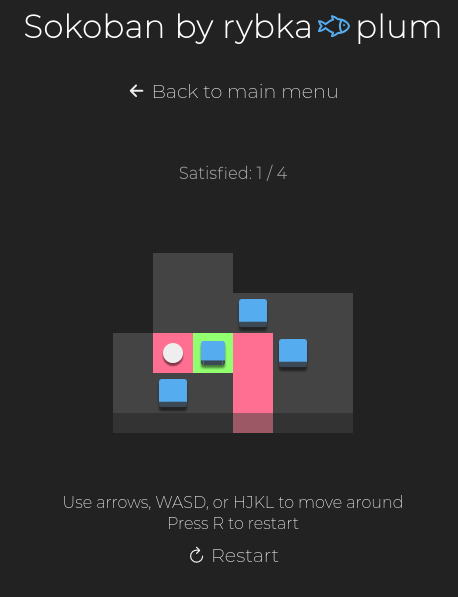 Sokoban by rybka plum
Back to main menu
Satisfied: 1 / 4
Use arrows, WASD, or HJKL to move around
Press R to restart
Restart